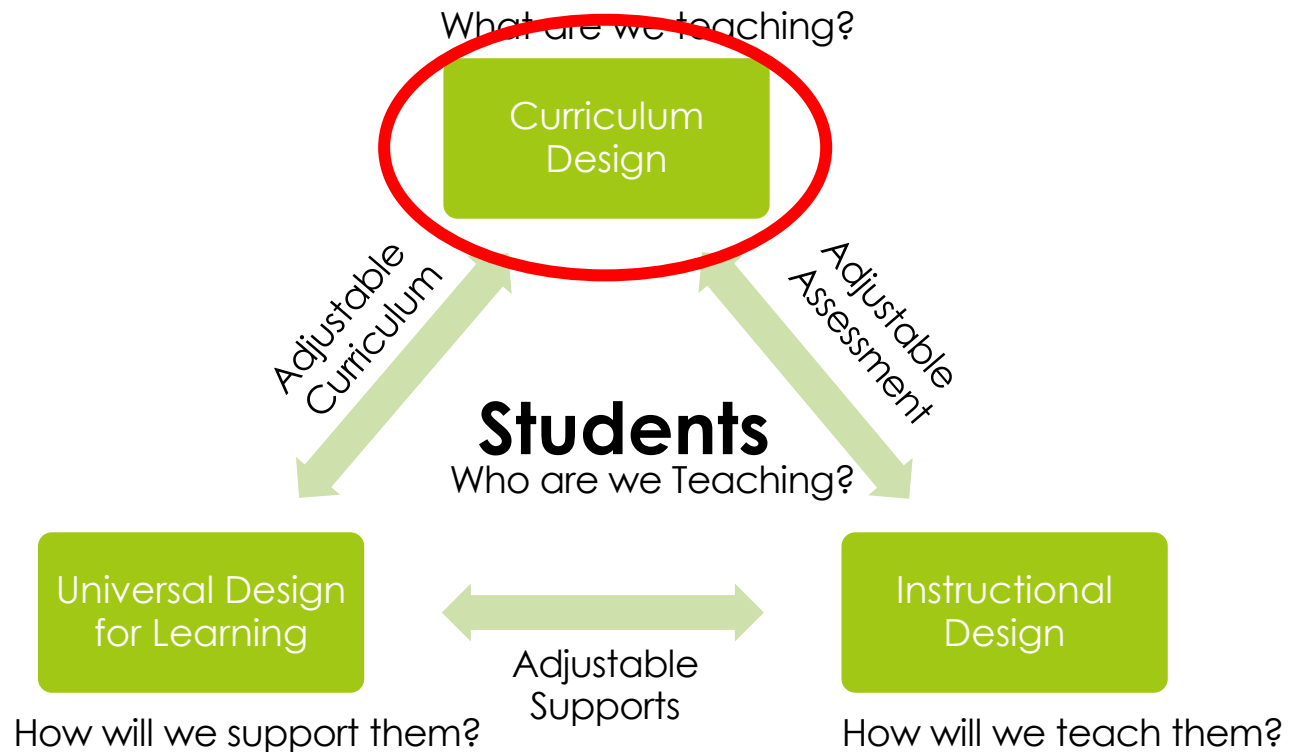 What are we teaching?
Curriculum
Design
Adjustable
Curriculum
Adjustable
Assessment
Students
Who are we Teaching?
Universal Design
for Learning
Instructional
Design
Adjustable
Supports
How will we support them?
How will we teach them?